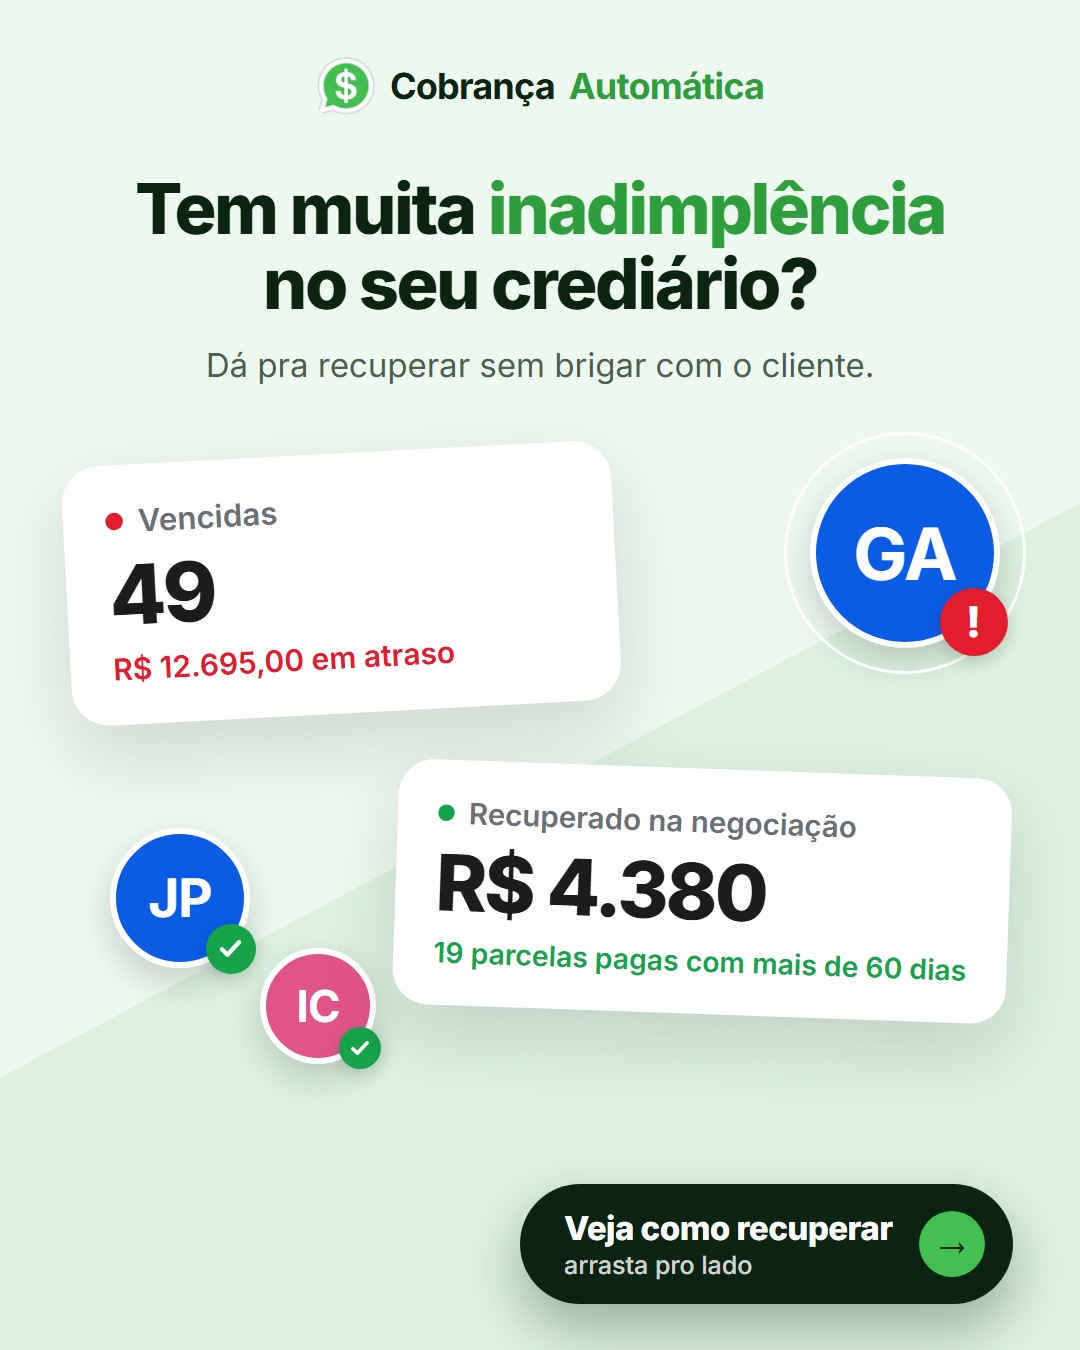 $ Cobrança Automática
Tem muita inadimplência
no seu crediário?
Dá pra recuperar sem brigar com o cliente.
Vencidas
49
R$ 12.695,00 em atraso
GA
!
Recuperado na negociação
R$ 4.380
19 parcelas pagas com mais de 60 dias
JP
IC
Veja como recuperar
arrasta pro lado
→